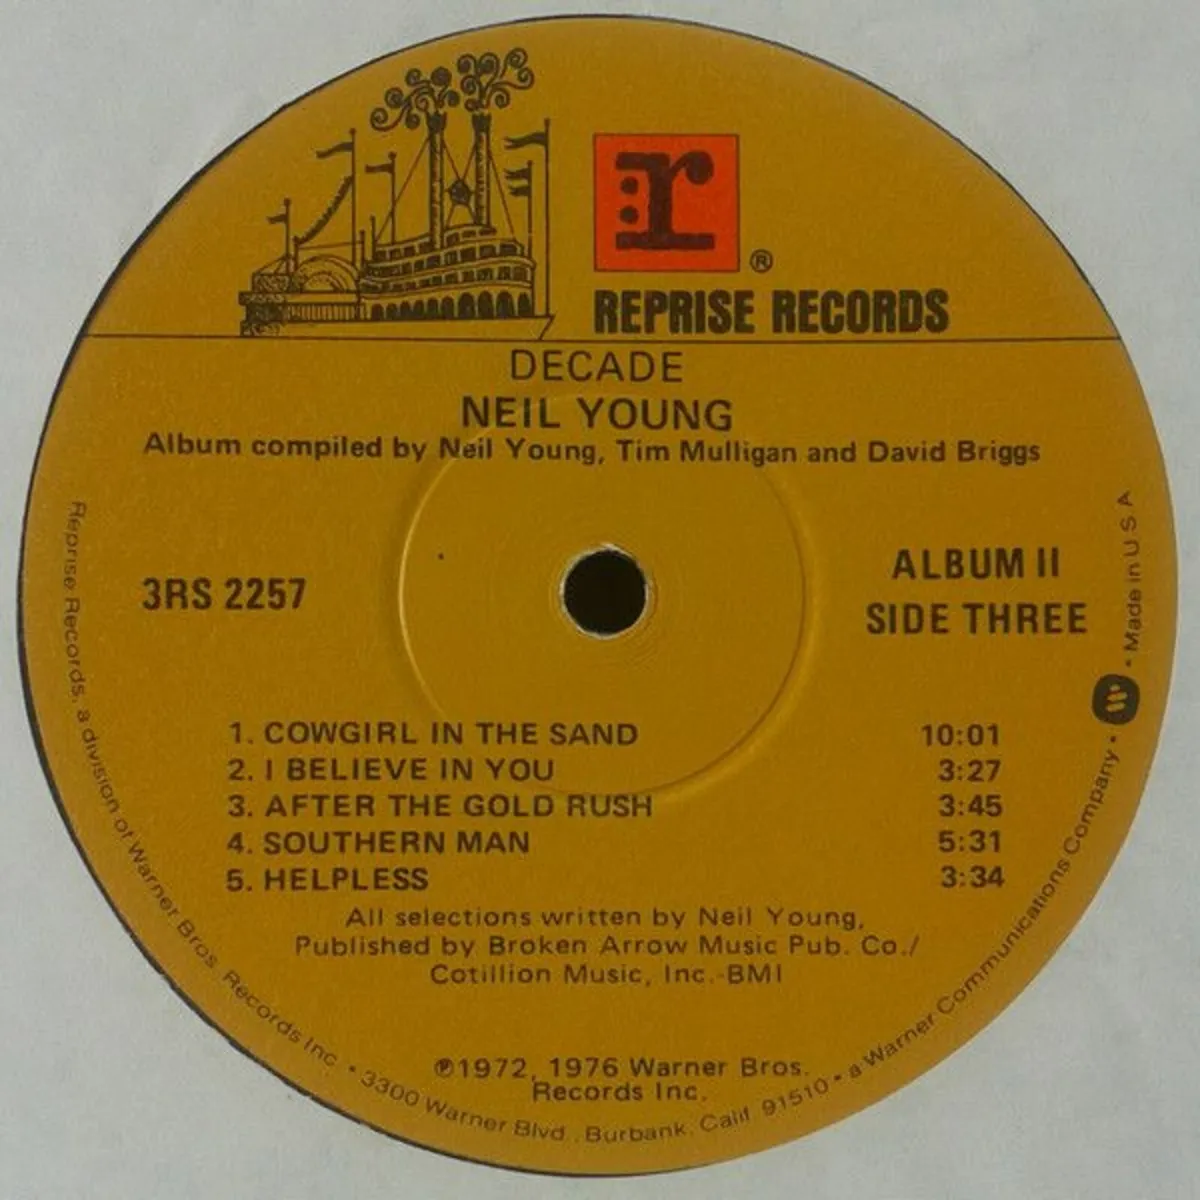 r
®
REPRISE RECORDS
DECADE
NEIL YOUNG
Album compiled by Neil Young, Tim Mulligan and David Briggs
3RS 2257
ALBUM II
SIDE THREE
1. COWGIRL IN THE SAND 10:01
2. I BELIEVE IN YOU 3:27
3. AFTER THE GOLD RUSH 3:45
4. SOUTHERN MAN 5:31
5. HELPLESS 3:34
All selections written by Neil Young,
Published by Broken Arrow Music Pub. Co./
Cotillion Music, Inc.-BMI
℗1972, 1976 Warner Bros.
Records Inc.
Reprise Records, a division of Warner Bros. Records Inc. • 3300 Warner Blvd., Burbank, Calif. 91510 • a Warner Communications Company • W • Made in U S A